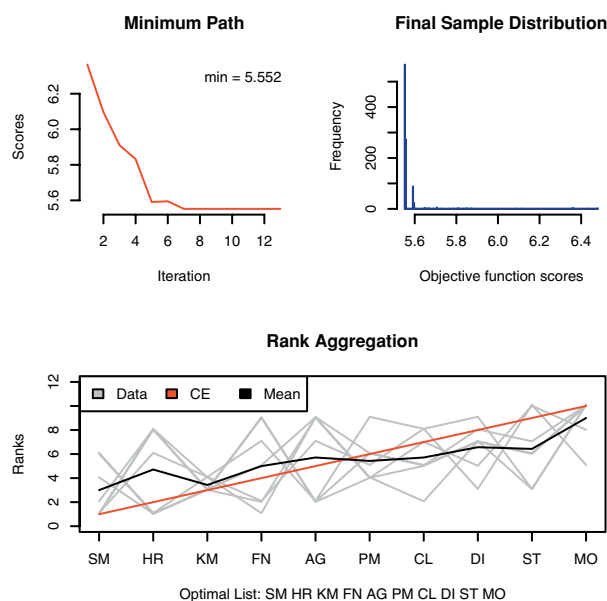 Minimum Path
Final Sample Distribution
min = 5.552
Scores
5.6 5.8 6.0 6.2
2 4 6 8 10 12
Iteration
Frequency
0 200 400
5.6 5.8 6.0 6.2 6.4
Objective function scores
Rank Aggregation
Data CE Mean
Ranks
0 2 4 6 8 12
SM HR KM FN AG PM CL DI ST MO
Optimal List: SM HR KM FN AG PM CL DI ST MO